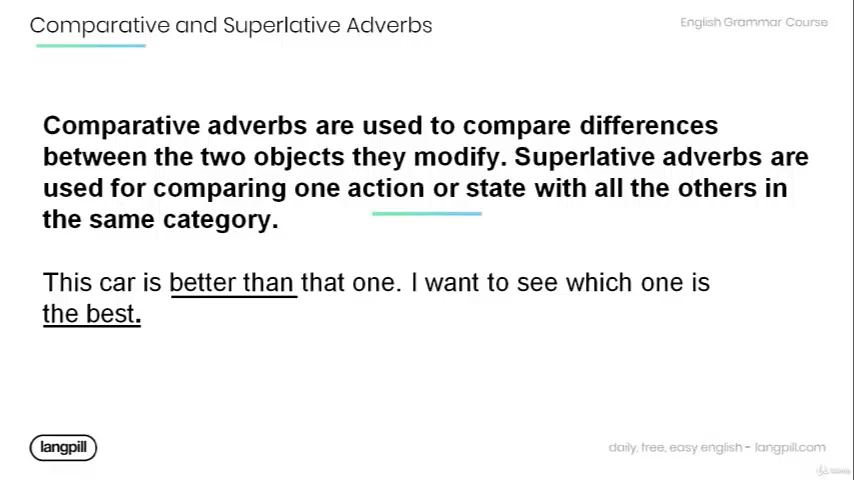 Comparative and Superlative Adverbs
English Grammar Course
Comparative adverbs are used to compare differences
between the two objects they modify. Superlative adverbs are
used for comparing one action or state with all the others in
the same category.
This car is better than that one. I want to see which one is
the best.
langpill
daily, free, easy english - langpill.com
Udemy